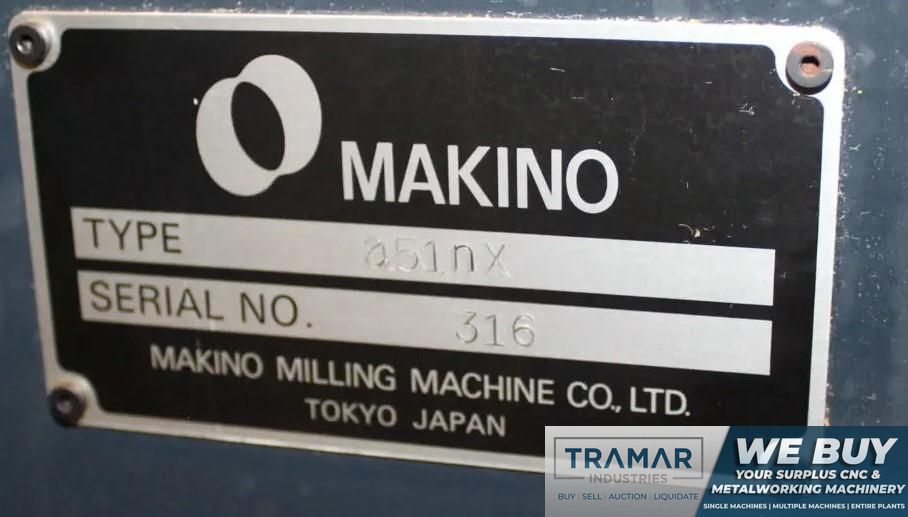 MAKINO
TYPE a51nx
SERIAL NO. 316
MAKINO MILLING MACHINE CO., LTD.
TOKYO JAPAN
TRAMAR
INDUSTRIES
BUY | SELL | AUCTION | LIQUIDATE
WE BUY
YOUR SURPLUS CNC &
METALWORKING MACHINERY
SINGLE MACHINES | MULTIPLE MACHINES | ENTIRE PLANTS